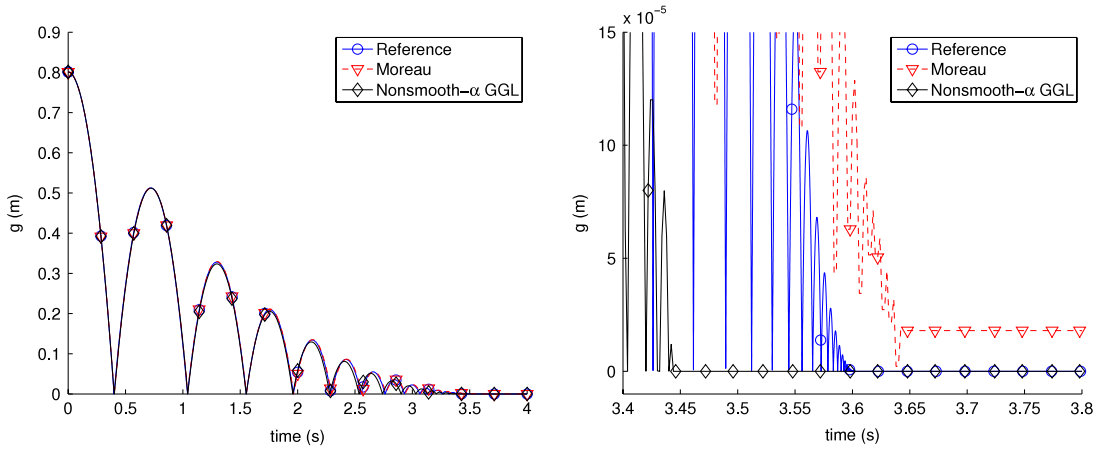 0.9
0.8
0.7
0.6
0.5
0.4
0.3
0.2
0.1
0
g (m)
0 0.5 1 1.5 2 2.5 3 3.5 4
time (s)
Reference
Moreau
Nonsmooth−α GGL
x 10⁻⁵
15
10
5
0
g (m)
3.4 3.45 3.5 3.55 3.6 3.65 3.7 3.75 3.8
time (s)
Reference
Moreau
Nonsmooth−α GGL